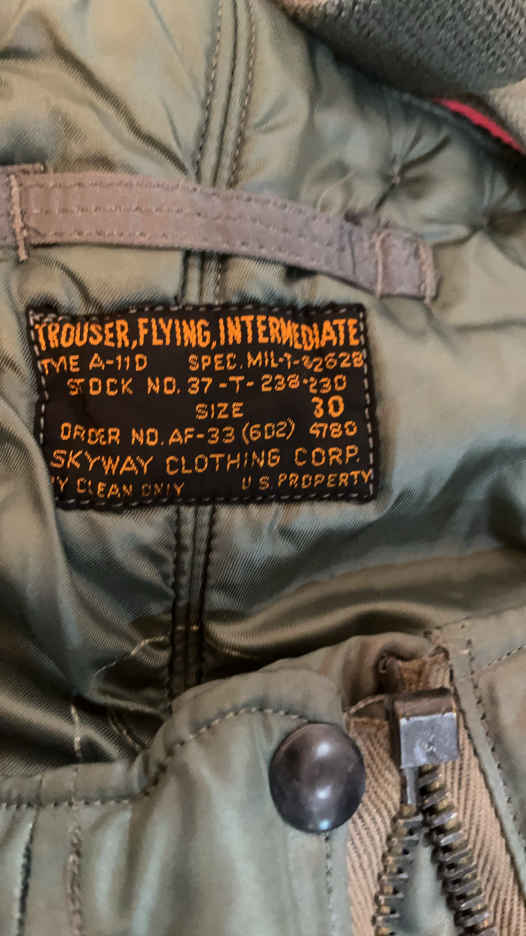 TROUSER, FLYING, INTERMEDIATE
TYPE A-11D SPEC. MIL-T-
STOCK NO. 37-T-238-230
SIZE 30
ORDER NO. AF-33 (602) 4780
SKYWAY CLOTHING CORP.
Y CLEAN ONLY U.S. PROPERTY